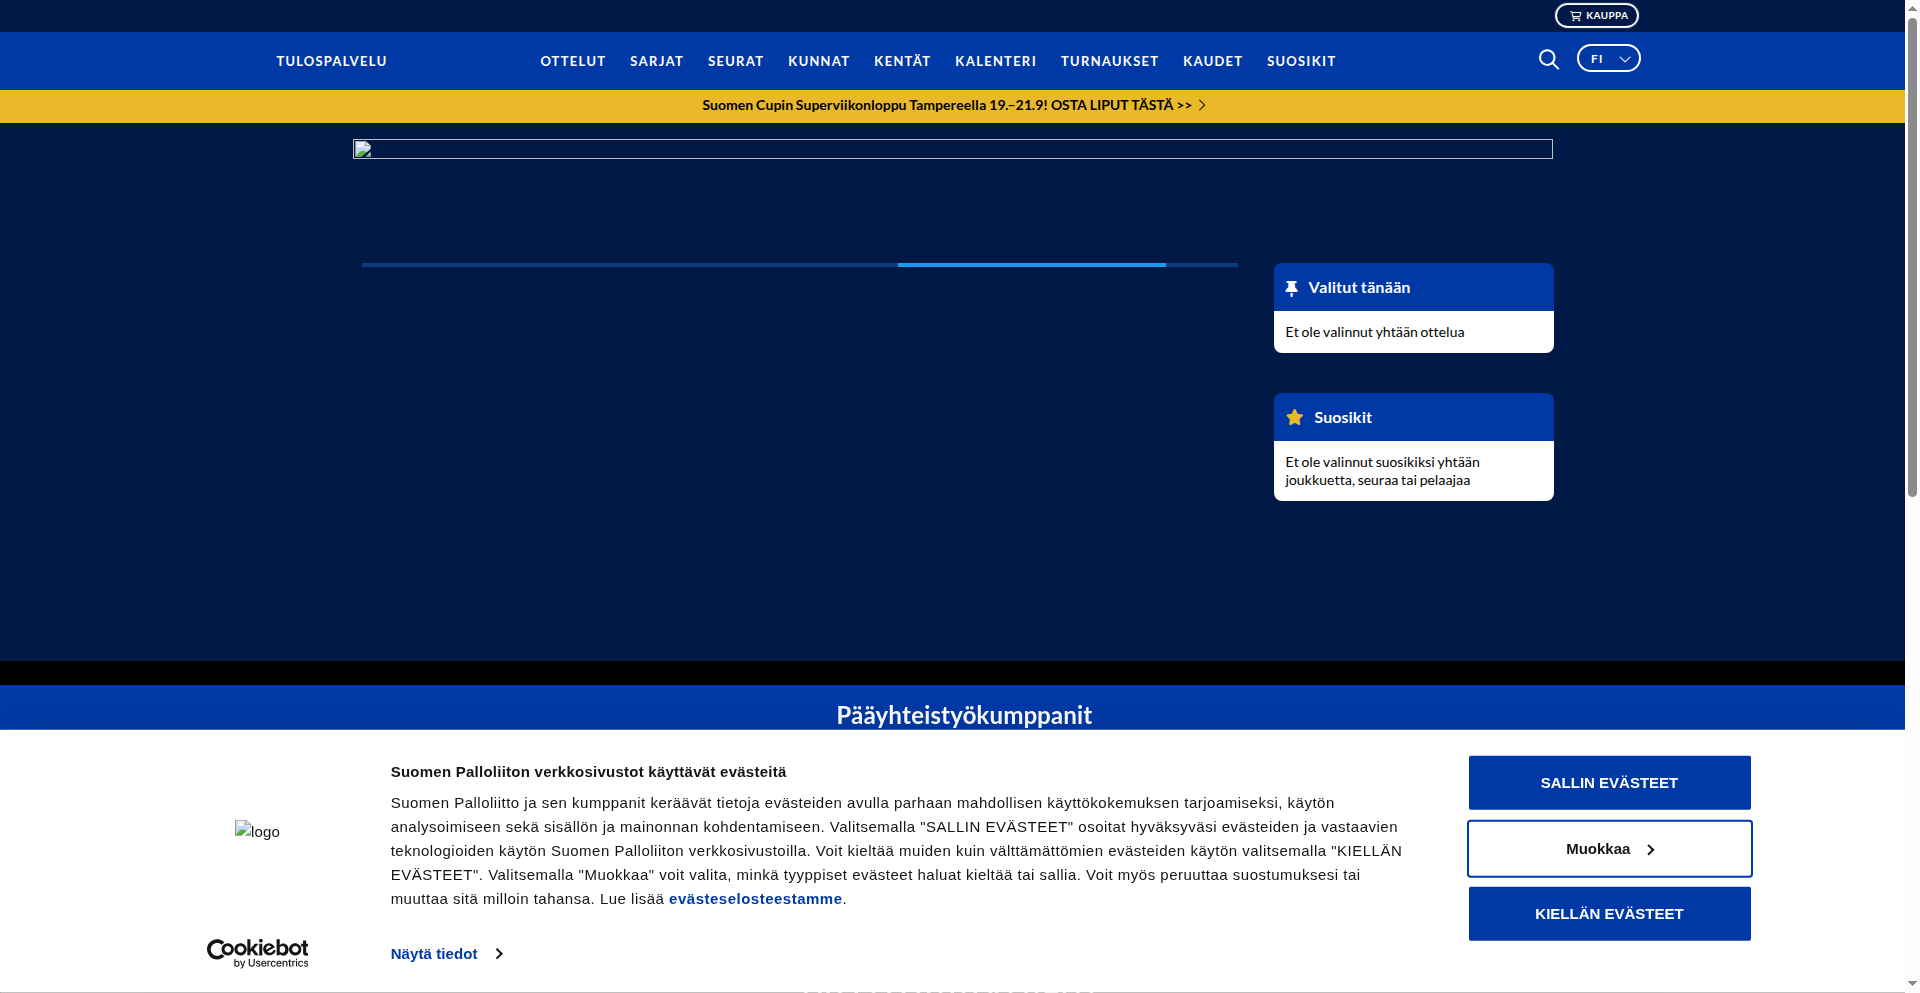 KAUPPA
TULOSPALVELU
OTTELUT SARJAT SEURAT KUNNAT KENTÄT KALENTERI TURNAUKSET KAUDET SUOSIKIT
FI
Suomen Cupin Superviikonloppu Tampereella 19.–21.9! OSTA LIPUT TÄSTÄ >>
Valitut tänään
Et ole valinnut yhtään ottelua
Suosikit
Et ole valinnut suosikiksi yhtään
joukkuetta, seuraa tai pelaajaa
Pääyhteistyökumppanit
logo
Cookiebot
by Usercentrics
Suomen Palloliiton verkkosivustot käyttävät evästeitä
Suomen Palloliitto ja sen kumppanit keräävät tietoja evästeiden avulla parhaan mahdollisen käyttökokemuksen tarjoamiseksi, käytön
analysoimiseen sekä sisällön ja mainonnan kohdentamiseen. Valitsemalla "SALLIN EVÄSTEET" osoitat hyväksyväsi evästeiden ja vastaavien
teknologioiden käytön Suomen Palloliiton verkkosivustoilla. Voit kieltää muiden kuin välttämättömien evästeiden käytön valitsemalla "KIELLÄN
EVÄSTEET". Valitsemalla "Muokkaa" voit valita, minkä tyyppiset evästeet haluat kieltää tai sallia. Voit myös peruuttaa suostumuksesi tai
muuttaa sitä milloin tahansa. Lue lisää evästeselosteestamme.
Näytä tiedot
SALLIN EVÄSTEET
Muokkaa
KIELLÄN EVÄSTEET